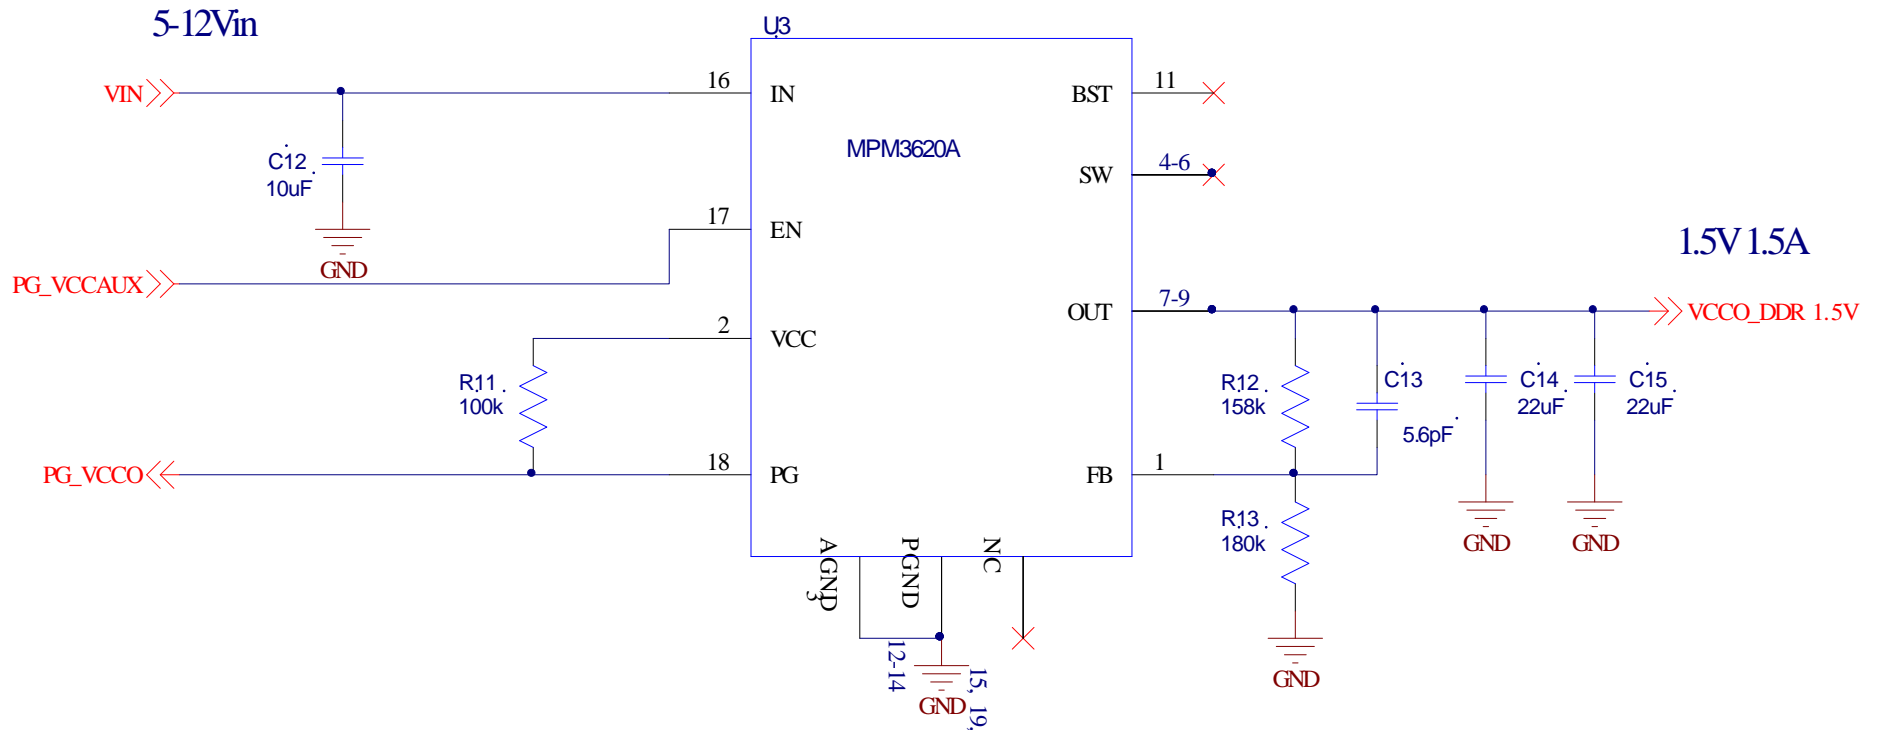 5-12Vin
U3
VIN
16
IN
BST
11
C12
10uF
GND
MPM3620A
SW
4-6
17
EN
PG_VCCAUX
1.5V 1.5A
OUT
7-9
VCCO_DDR 1.5V
2
VCC
R11
100k
R12
158k
C13
5.6pF
C14
22uF
C15
22uF
PG_VCCO
18
PG
FB
1
R13
180k
GND
GND
GND
AGND
3
PGND
NC
12-14
GND
15, 19,